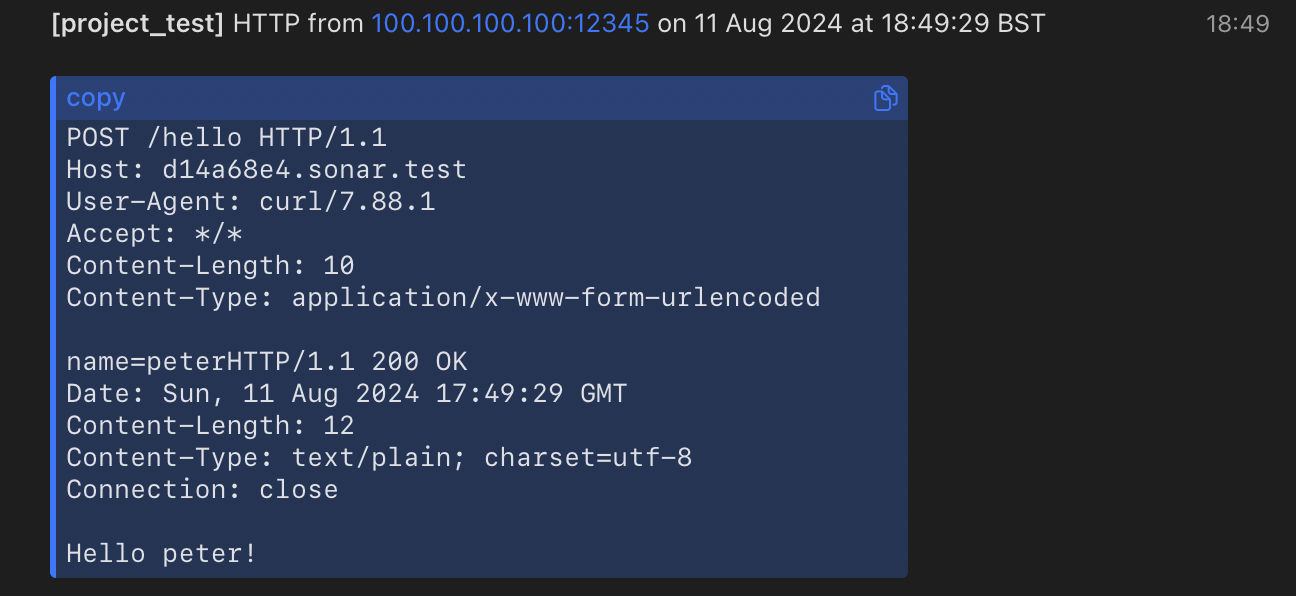 [project_test] HTTP from 100.100.100.100:12345 on 11 Aug 2024 at 18:49:29 BST 18:49
copy
POST /hello HTTP/1.1
Host: d14a68e4.sonar.test
User-Agent: curl/7.88.1
Accept: */*
Content-Length: 10
Content-Type: application/x-www-form-urlencoded

name=peterHTTP/1.1 200 OK
Date: Sun, 11 Aug 2024 17:49:29 GMT
Content-Length: 12
Content-Type: text/plain; charset=utf-8
Connection: close

Hello peter!